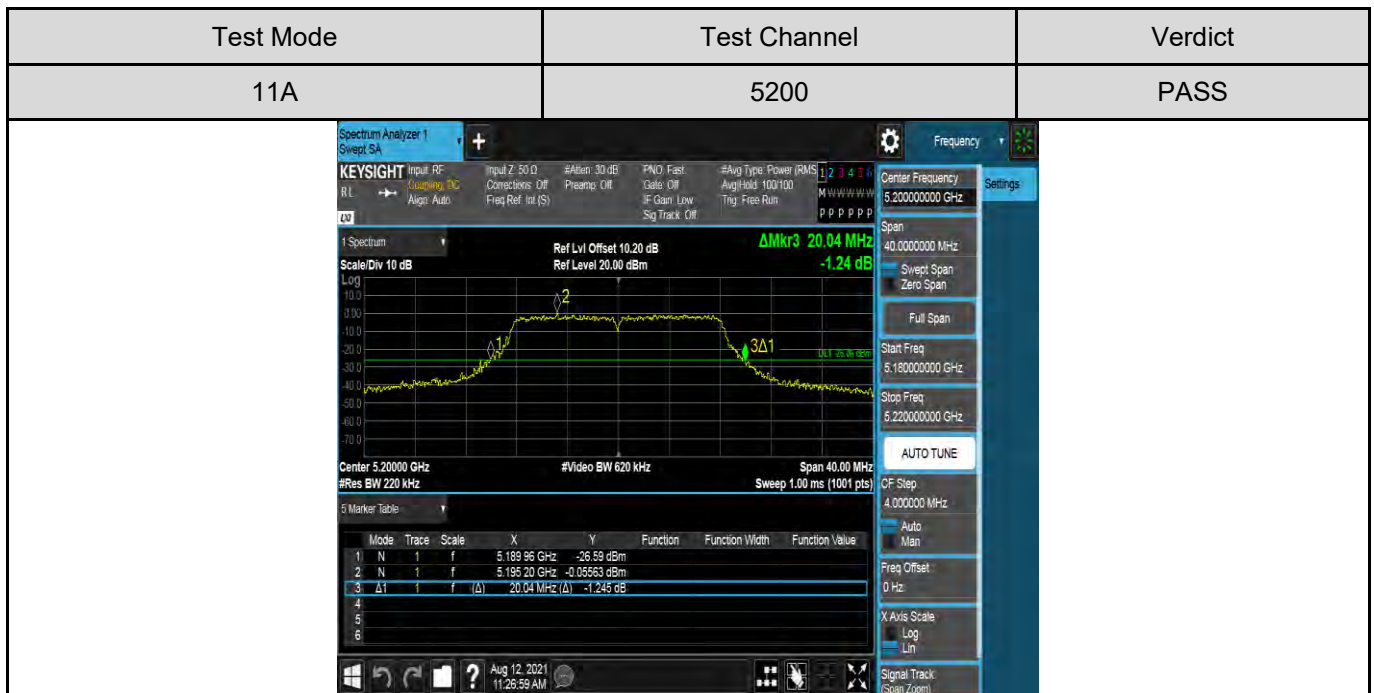 Test Mode Test Channel Verdict
11A 5200 PASS
Spectrum Analyzer 1
Swept SA
+
Frequency
KEYSIGHT
RL
LXI
Input: RF
Coupling: DC
Align: Auto
Input Z: 50 Ω
Corrections: Off
Freq Ref: Int (S)
#Atten: 30 dB
Preamp: Off
PNO: Fast
Gate: Off
IF Gain: Low
Sig Track: Off
#Avg Type: Power (RMS
Avg|Hold: 100/100
Trig: Free Run
1 2 3 4 5 6
M W W W W W
P P P P P P
Center Frequency
5.200000000 GHz
Settings
Span
40.0000000 MHz
Swept Span
Zero Span
Full Span
Start Freq
5.180000000 GHz
Stop Freq
5.220000000 GHz
AUTO TUNE
CF Step
4.000000 MHz
Auto
Man
Freq Offset
0 Hz
X Axis Scale
Log
Lin
Signal Track
(Span Zoom)
1 Spectrum
Scale/Div 10 dB
Ref Lvl Offset 10.20 dB
Ref Level 20.00 dBm
ΔMkr3 20.04 MHz
-1.24 dB
Log
10.0
0.00
-10.0
-20.0
-30.0
-40.0
-50.0
-60.0
-70.0
1
2
3Δ1
Center 5.20000 GHz
#Res BW 220 kHz
#Video BW 620 kHz
Span 40.00 MHz
Sweep 1.00 ms (1001 pts)
5 Marker Table
Mode Trace Scale X Y Function Function Width Function Value
1 N 1 f 5.189 96 GHz -26.59 dBm
2 N 1 f 5.195 20 GHz -0.05563 dBm
3 Δ1 1 f (Δ) 20.04 MHz (Δ) -1.245 dB
4
5
6
?
Aug 12, 2021
11:26:59 AM